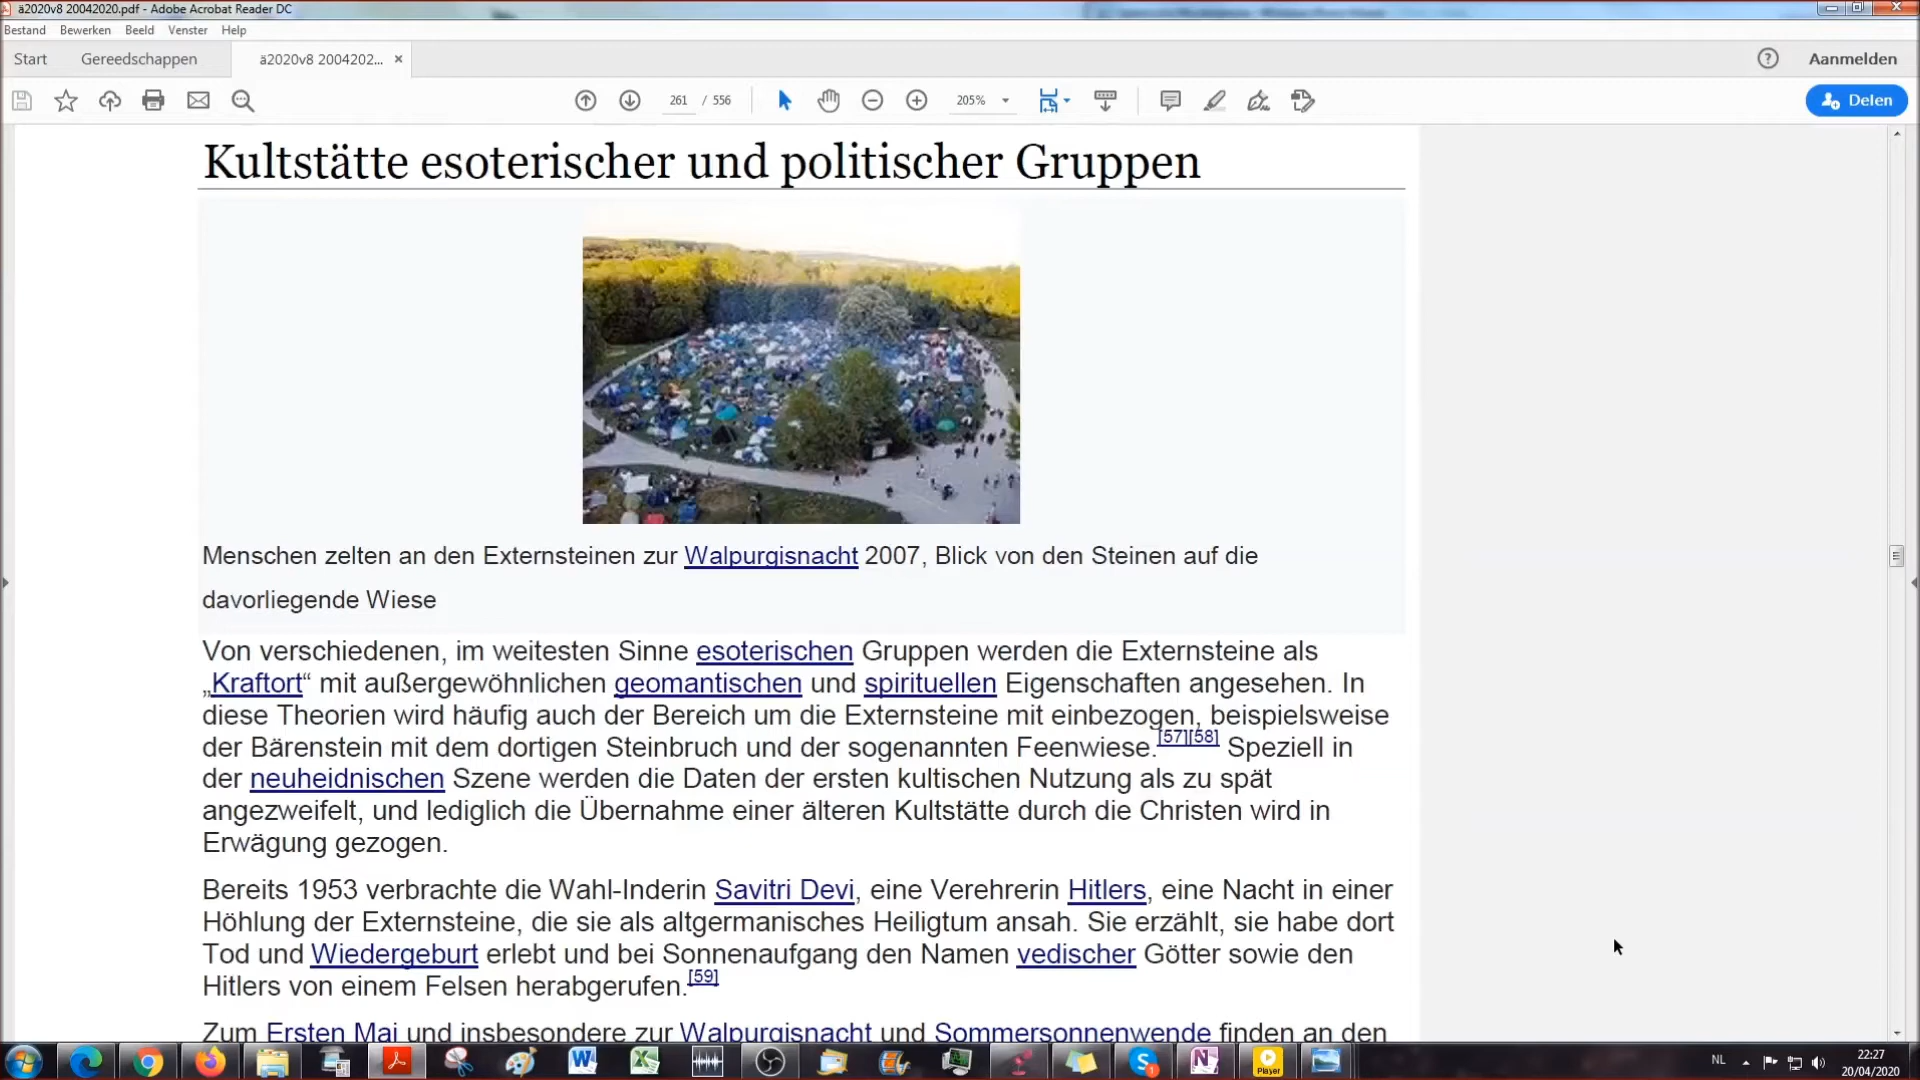 ä2020v8 20042020.pdf - Adobe Acrobat Reader DC
Bestand Bewerken Beeld Venster Help
Start Gereedschappen ä2020v8 2004202... Aanmelden
261 / 556 205% Delen
Kultstätte esoterischer und politischer Gruppen
Menschen zelten an den Externsteinen zur Walpurgisnacht 2007, Blick von den Steinen auf die
davorliegende Wiese
Von verschiedenen, im weitesten Sinne esoterischen Gruppen werden die Externsteine als
„Kraftort“ mit außergewöhnlichen geomantischen und spirituellen Eigenschaften angesehen. In
diese Theorien wird häufig auch der Bereich um die Externsteine mit einbezogen, beispielsweise
der Bärenstein mit dem dortigen Steinbruch und der sogenannten Feenwiese.[57][58] Speziell in
der neuheidnischen Szene werden die Daten der ersten kultischen Nutzung als zu spät
angezweifelt, und lediglich die Übernahme einer älteren Kultstätte durch die Christen wird in
Erwägung gezogen.
Bereits 1953 verbrachte die Wahl-Inderin Savitri Devi, eine Verehrerin Hitlers, eine Nacht in einer
Höhlung der Externsteine, die sie als altgermanisches Heiligtum ansah. Sie erzählt, sie habe dort
Tod und Wiedergeburt erlebt und bei Sonnenaufgang den Namen vedischer Götter sowie den
Hitlers von einem Felsen herabgerufen.[59]
Zum Ersten Mai und insbesondere zur Walpurgisnacht und Sommersonnenwende finden an den
Player
NL 22:27
20/04/2020